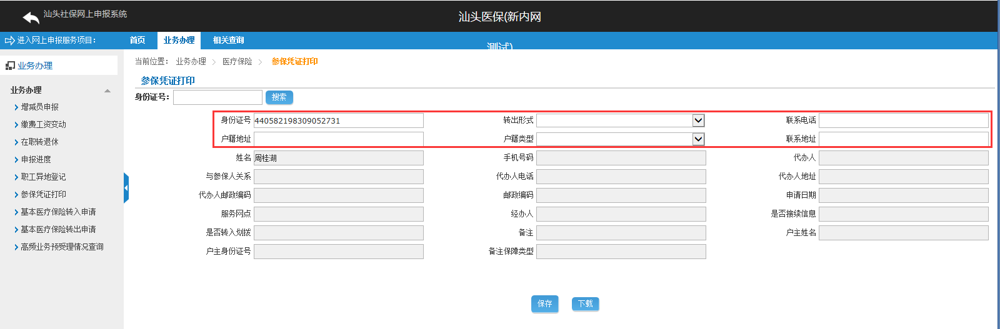 汕头社保网上申报系统
汕头医保(新内网
测试)
进入网上申报服务项目：
首页 业务办理 相关查询
业务办理
当前位置： 业务办理 > 医疗保险 > 参保凭证打印
参保凭证打印
业务办理
身份证号： 搜索
增减员申报
缴费工资变动
在职转退休
申报进度
职工异地登记
参保凭证打印
基本医疗保险转入申请
基本医疗保险转出申请
高频业务预受理情况查询
身份证号 440582198309052731 转出形式 联系电话
户籍地址 户籍类型 联系地址
姓名 周桂湖 手机号码 代办人
与参保人关系 代办人电话 代办人地址
代办人邮政编码 邮政编码 申请日期
服务网点 经办人 是否接续信息
是否转入划拨 备注 户主姓名
户主身份证号 备注保障类型
保存 下载